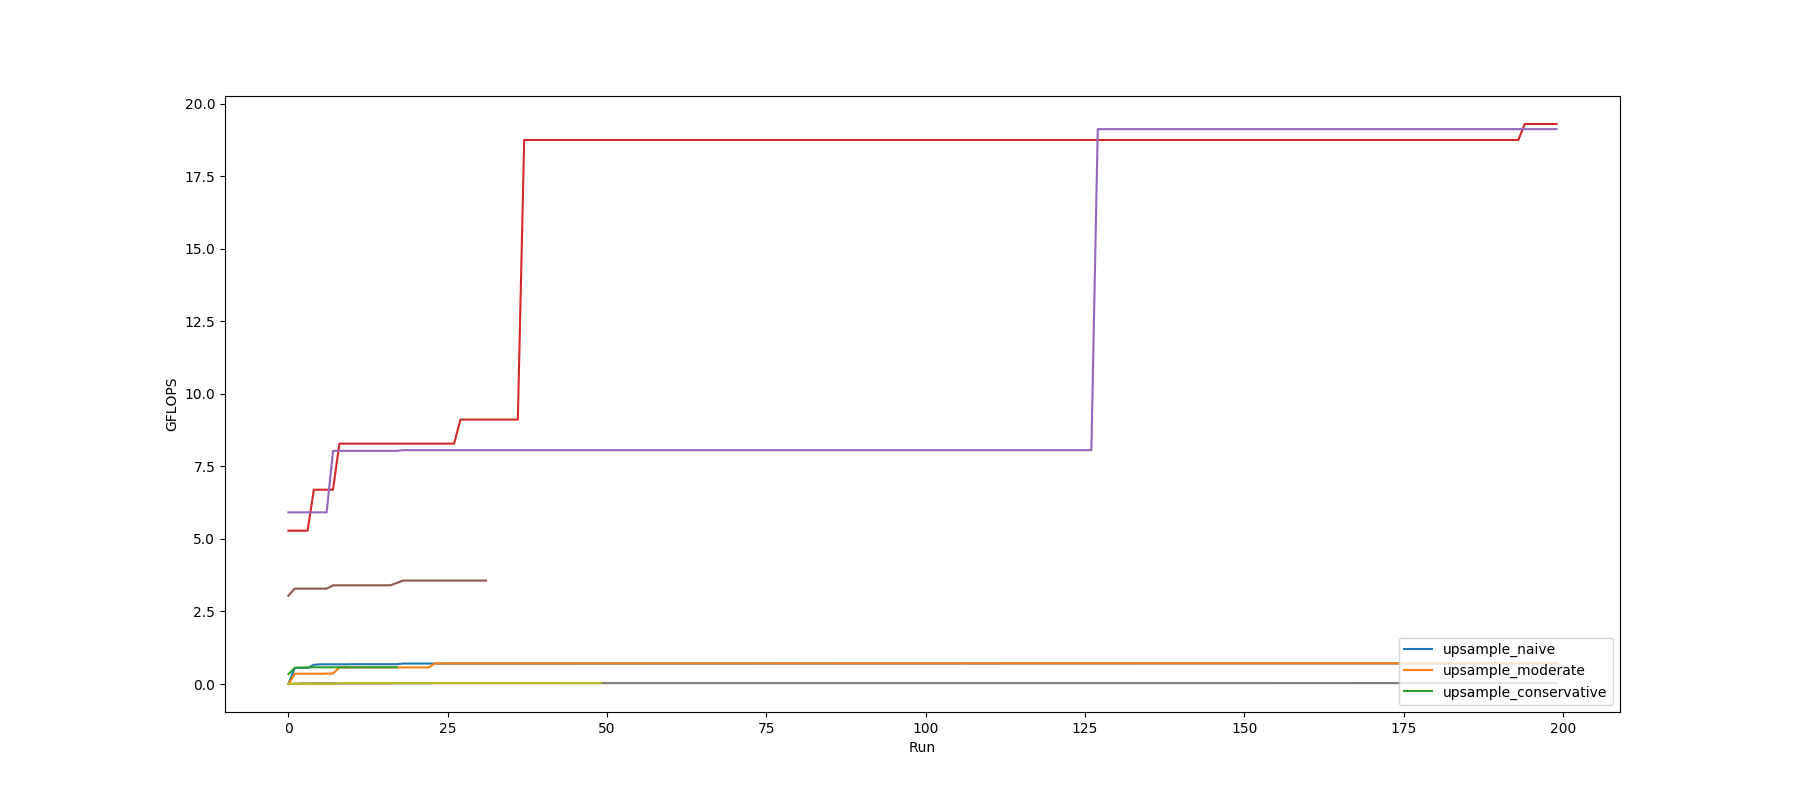 20.0
17.5
15.0
12.5
10.0
7.5
5.0
2.5
0.0
GFLOPS
0 25 50 75 100 125 150 175 200
Run
upsample_naive
upsample_moderate
upsample_conservative